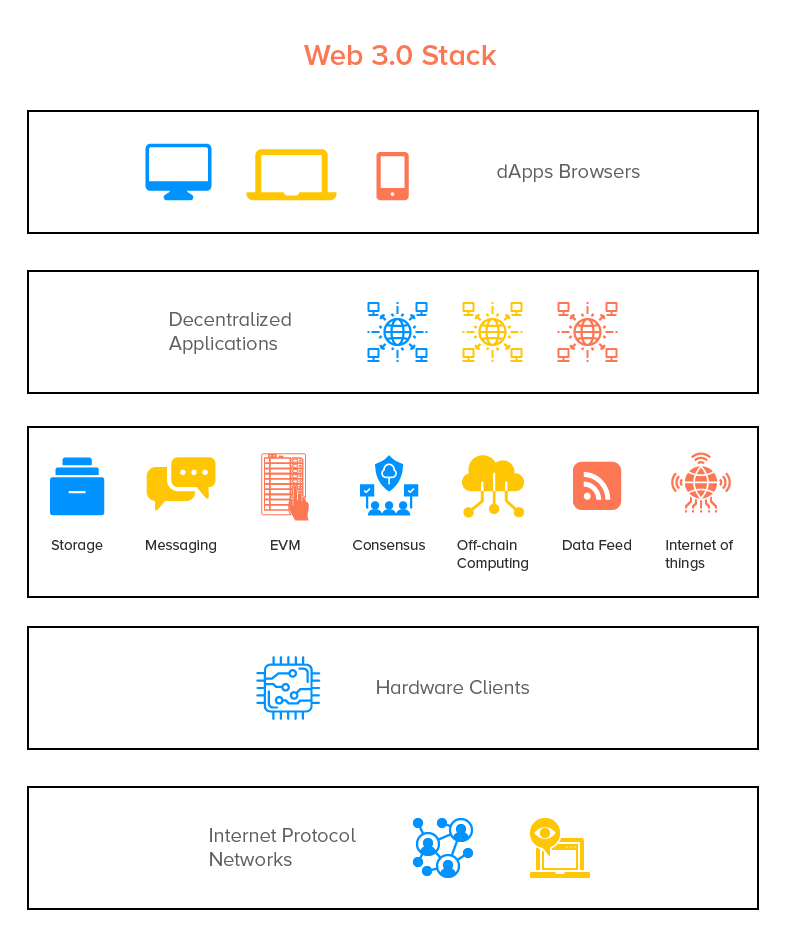 Web 3.0 Stack
dApps Browsers
Decentralized
Applications
Storage
Messaging
EVM
Consensus
Off-chain
Computing
Data Feed
Internet of
things
Hardware Clients
Internet Protocol
Networks